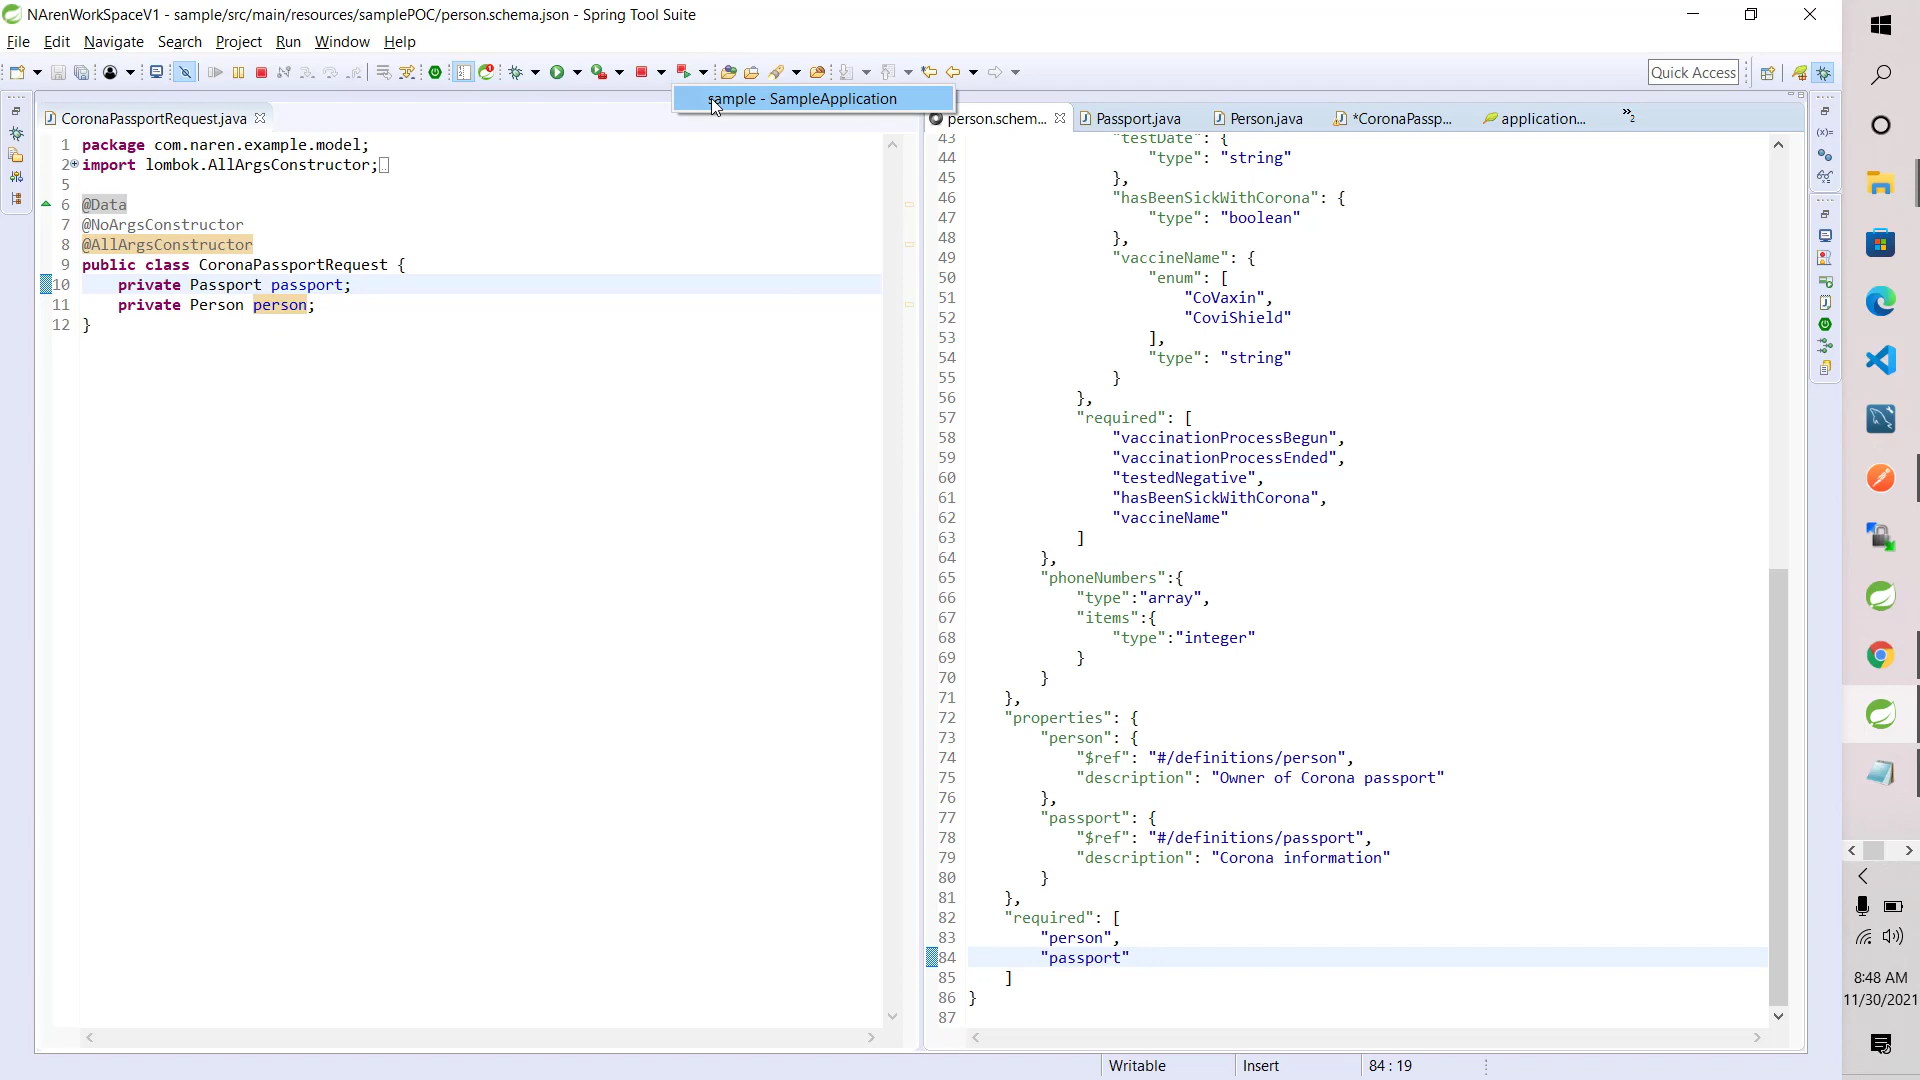 NArenWorkSpaceV1 - sample/src/main/resources/samplePOC/person.schema.json - Spring Tool Suite
File Edit Navigate Search Project Run Window Help
Quick Access
sample - SampleApplication
CoronaPassportRequest.java
1 package com.naren.example.model;
2 import lombok.AllArgsConstructor;
5
6 @Data
7 @NoArgsConstructor
8 @AllArgsConstructor
9 public class CoronaPassportRequest {
10 private Passport passport;
11 private Person person;
12 }
person.schem... Passport.java Person.java *CoronaPassp... application... »2
43 "testDate": {
44 "type": "string"
45 },
46 "hasBeenSickWithCorona": {
47 "type": "boolean"
48 },
49 "vaccineName": {
50 "enum": [
51 "CoVaxin",
52 "CoviShield"
53 ],
54 "type": "string"
55 }
56 },
57 "required": [
58 "vaccinationProcessBegun",
59 "vaccinationProcessEnded",
60 "testedNegative",
61 "hasBeenSickWithCorona",
62 "vaccineName"
63 ]
64 },
65 "phoneNumbers":{
66 "type":"array",
67 "items":{
68 "type":"integer"
69 }
70 }
71 },
72 "properties": {
73 "person": {
74 "$ref": "#/definitions/person",
75 "description": "Owner of Corona passport"
76 },
77 "passport": {
78 "$ref": "#/definitions/passport",
79 "description": "Corona information"
80 }
81 },
82 "required": [
83 "person",
84 "passport"
85 ]
86 }
87
Writable Insert 84 : 19
8:48 AM
11/30/2021